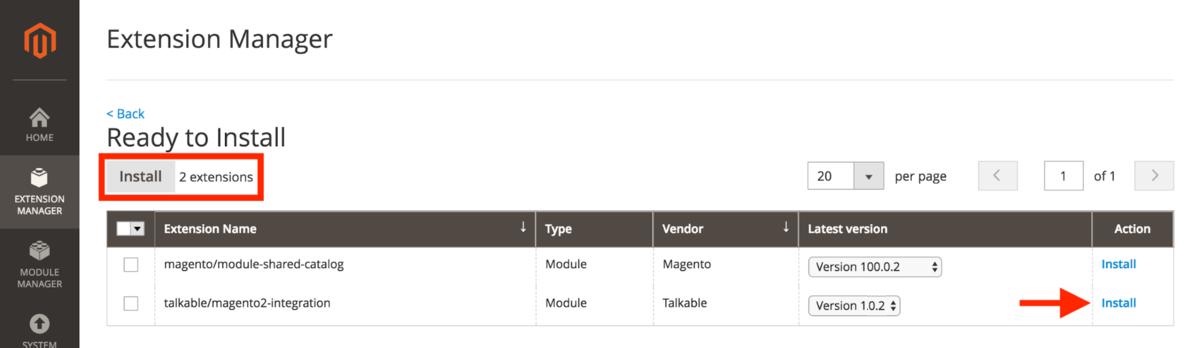 Extension Manager
< Back
Ready to Install
Install 2 extensions
20 per page 1 of 1
HOME
EXTENSION
MANAGER
MODULE
MANAGER
SYSTEM
Extension Name Type Vendor Latest version Action
magento/module-shared-catalog Module Magento Version 100.0.2 Install
talkable/magento2-integration Module Talkable Version 1.0.2 Install